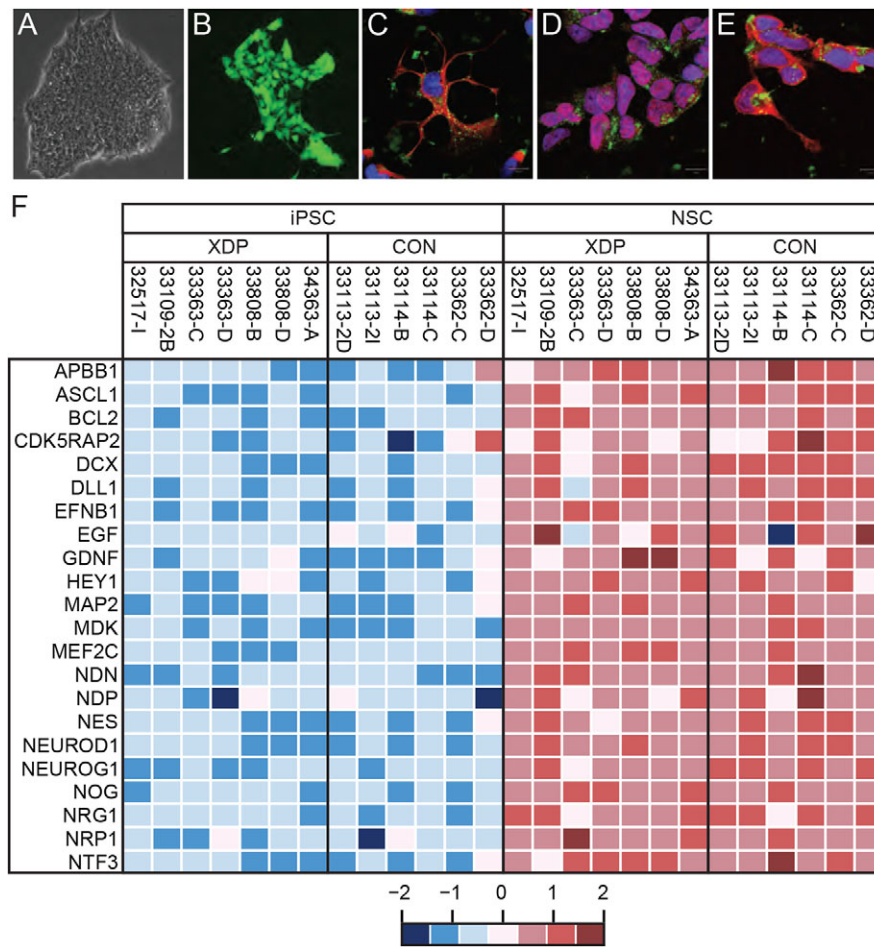 A B C D E
F
iPSC NSC
XDP CON XDP CON
32517-I 33109-2B 33363-C 33363-D 33808-B 33808-D 34363-A 33113-2D 33113-2I 33114-B 33114-C 33362-C 33362-D 32517-I 33109-2B 33363-C 33363-D 33808-B 33808-D 34363-A 33113-2D 33113-2I 33114-B 33114-C 33362-C 33362-D
APBB1
ASCL1
BCL2
CDK5RAP2
DCX
DLL1
EFNB1
EGF
GDNF
HEY1
MAP2
MDK
MEF2C
NDN
NDP
NES
NEUROD1
NEUROG1
NOG
NRG1
NRP1
NTF3
−2 −1 0 1 2